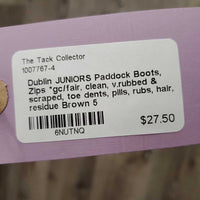 The Tack Collector
1007767-4
Dublin JUNIORS Paddock Boots,
Zips *gc/fair, clean, v.rubbed &
scraped, toe dents, pills, rubs, hair,
residue Brown 5
6NUTNQ
$27.50